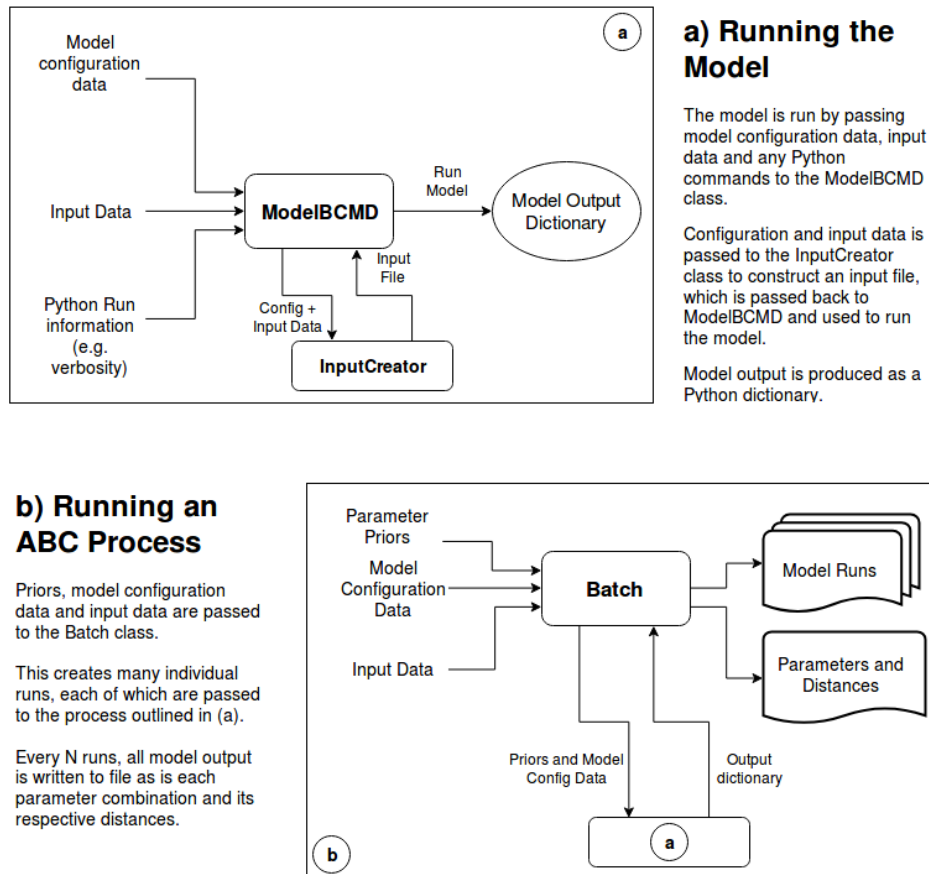 Model
configuration
data
a
Input Data
ModelBCMD
Run
Model
Model Output
Dictionary
Input
File
Python Run
information
(e.g.
verbosity)
Config +
Input Data
InputCreator
a) Running the
Model
The model is run by passing
model configuration data, input
data and any Python
commands to the ModelBCMD
class.
Configuration and input data is
passed to the InputCreator
class to construct an input file,
which is passed back to
ModelBCMD and used to run
the model.
Model output is produced as a
Python dictionary.
b) Running an
ABC Process
Priors, model configuration
data and input data are passed
to the Batch class.
This creates many individual
runs, each of which are passed
to the process outlined in (a).
Every N runs, all model output
is written to file as is each
parameter combination and its
respective distances.
Parameter
Priors
Model
Configuration
Data
Input Data
Batch
Model Runs
Parameters and
Distances
Priors and Model
Config Data
Output
dictionary
a
b